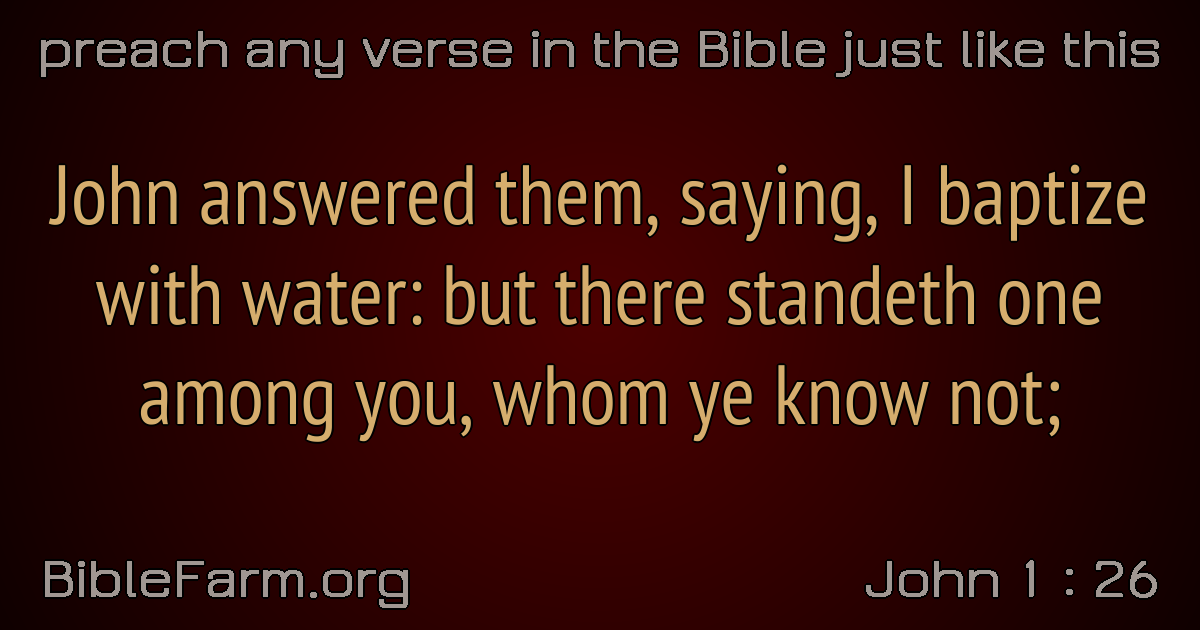 preach any verse in the Bible just like this
John answered them, saying, I baptize
with water: but there standeth one
among you, whom ye know not;
BibleFarm.org
John 1 : 26